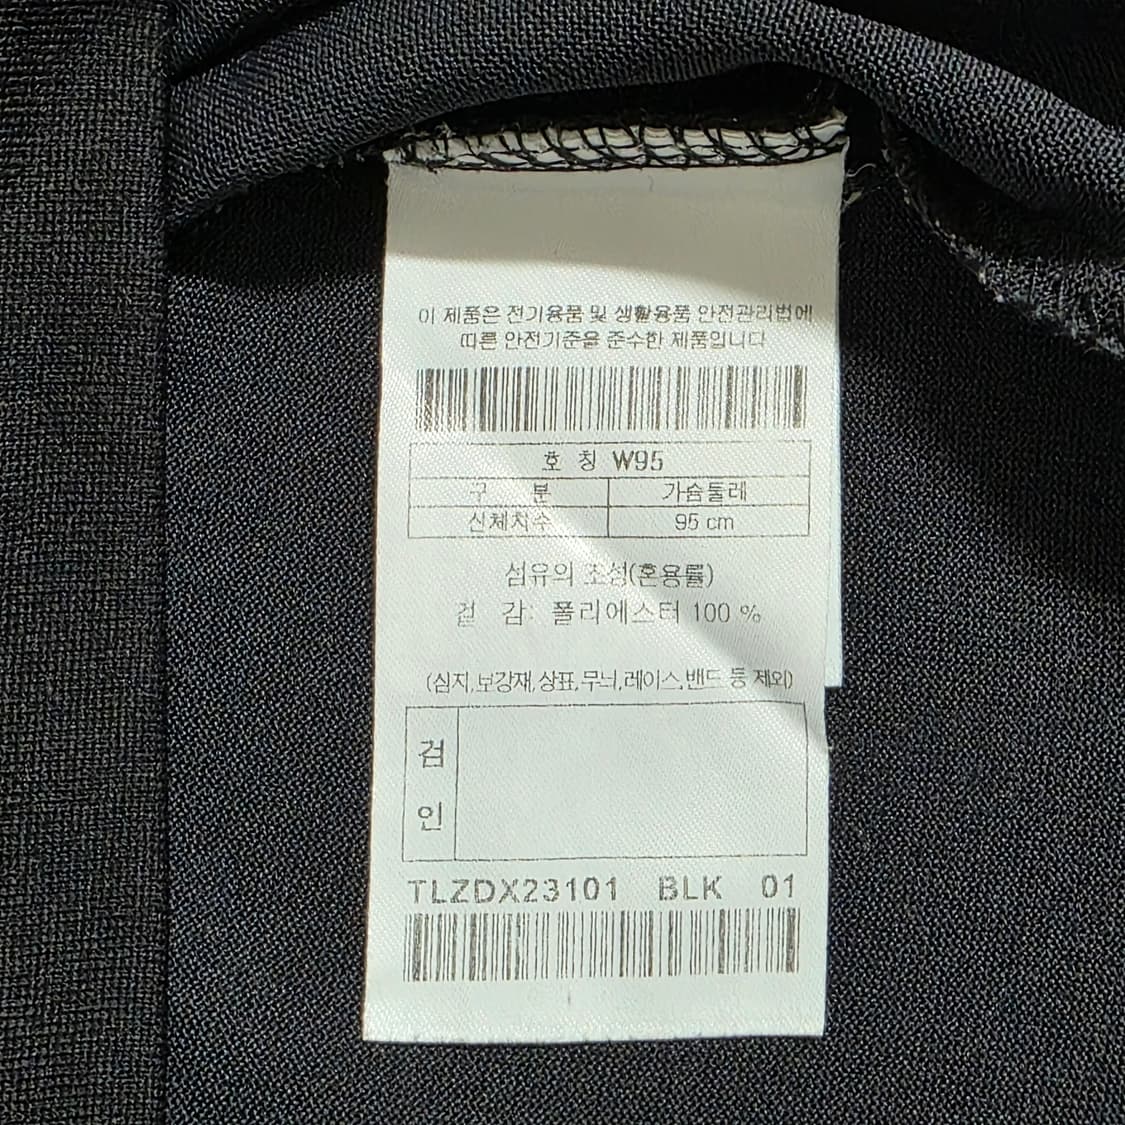 이 제품은 전기용품 및 생활용품 안전관리법에
따른 안전기준을 준수한 제품입니다
호 칭 W95
구 분 가슴둘레
신체치수 95 cm
섬유의 조성(혼용률)
겉 감: 폴리에스터 100 %
(심지,보강재,상표,무늬,레이스,밴드 등 제외)
검
인
TLZDX23101 BLK 01